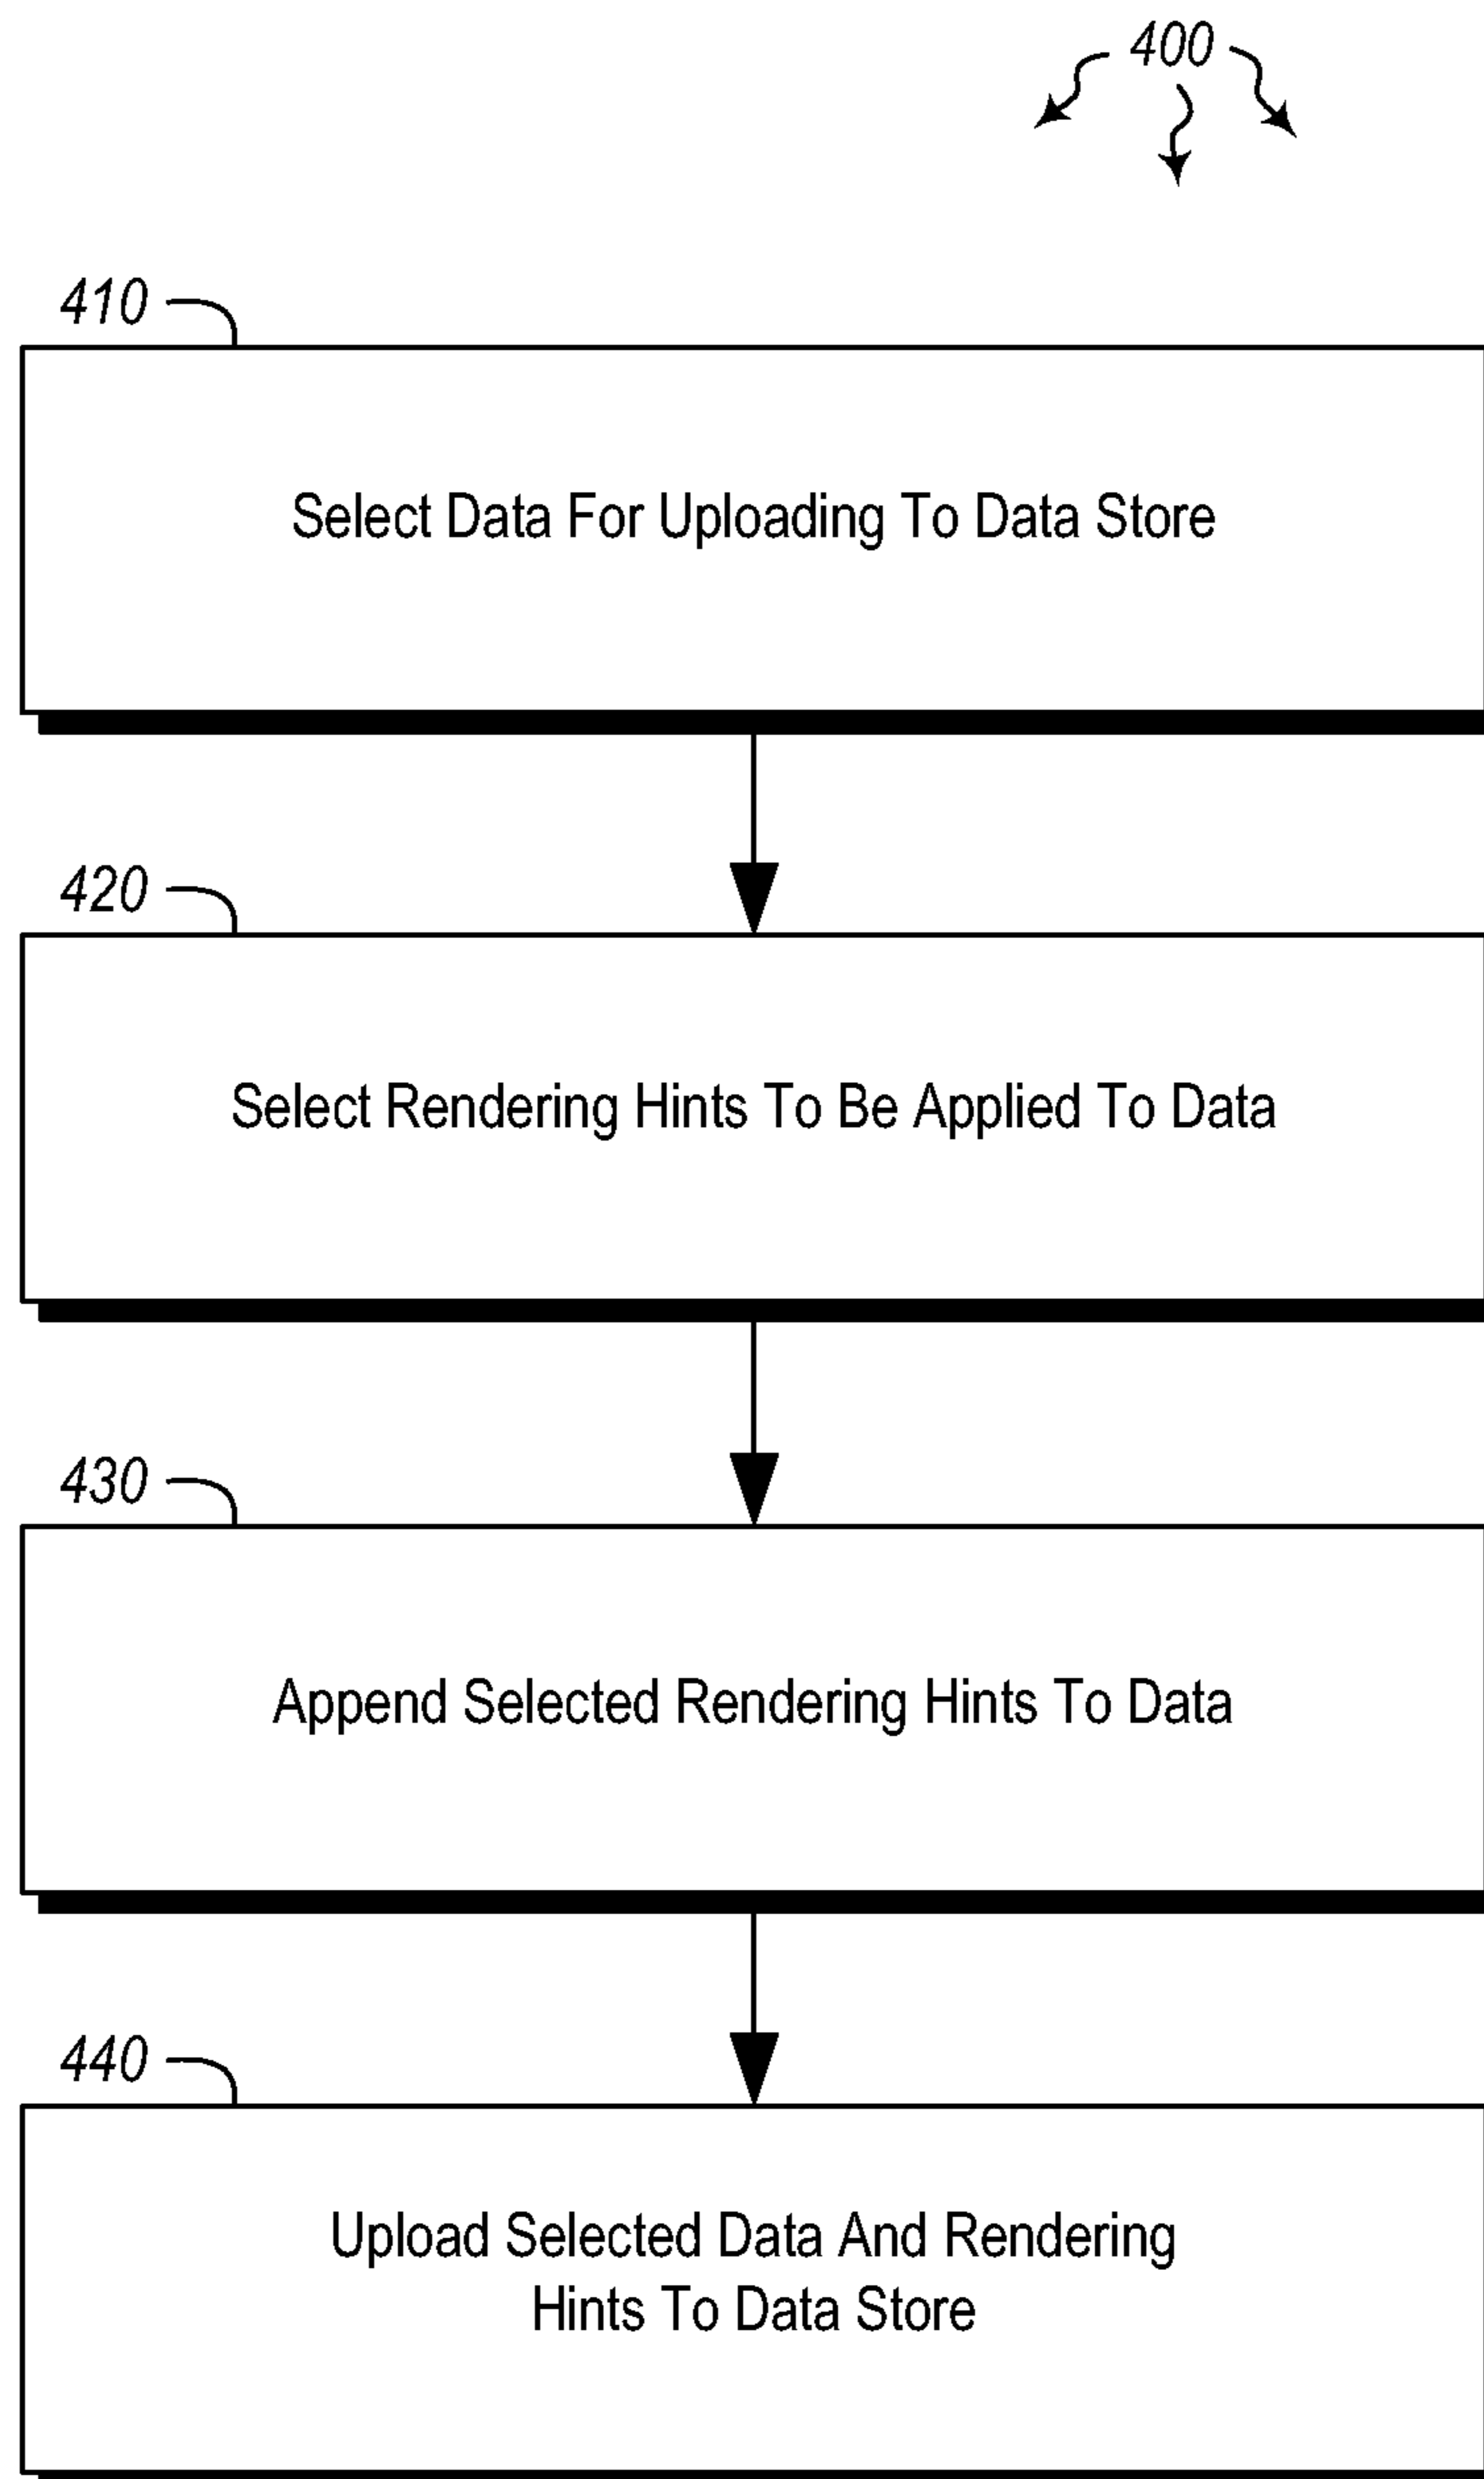 400
410
Select Data For Uploading To Data Store
420
Select Rendering Hints To Be Applied To Data
430
Append Selected Rendering Hints To Data
440
Upload Selected Data And Rendering
Hints To Data Store